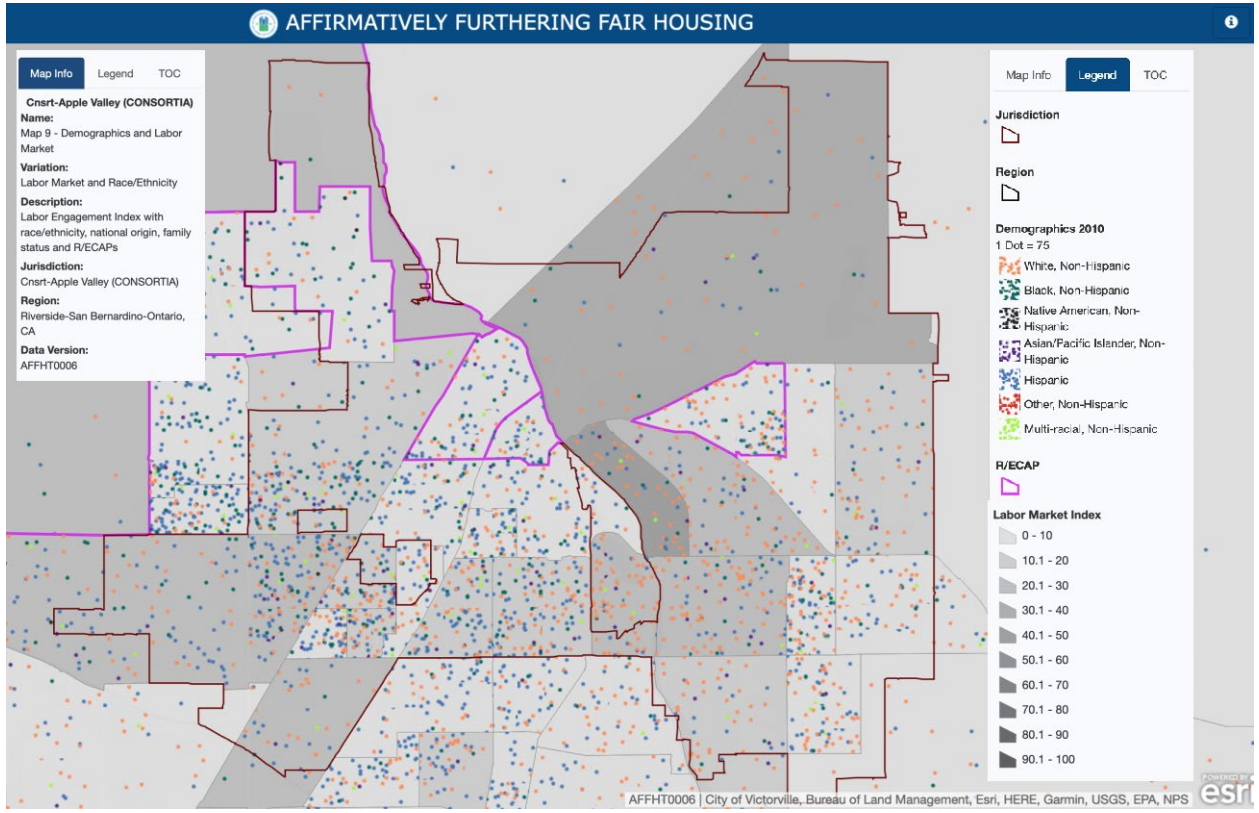 AFFIRMATIVELY FURTHERING FAIR HOUSING
Map Info Legend TOC
Cnsrt-Apple Valley (CONSORTIA)
Name:
Map 9 - Demographics and Labor
Market
Variation:
Labor Market and Race/Ethnicity
Description:
Labor Engagement Index with
race/ethnicity, national origin, family
status and R/ECAPs
Jurisdiction:
Cnsrt-Apple Valley (CONSORTIA)
Region:
Riverside-San Bernardino-Ontario,
CA
Data Version:
AFFHT0006
Map Info Legend TOC
Jurisdiction
Region
Demographics 2010
1 Dot = 75
White, Non-Hispanic
Black, Non-Hispanic
Native American, Non-
Hispanic
Asian/Pacific Islander, Non-
Hispanic
Hispanic
Other, Non-Hispanic
Multi-racial, Non-Hispanic
R/ECAP
Labor Market Index
0 - 10
10.1 - 20
20.1 - 30
30.1 - 40
40.1 - 50
50.1 - 60
60.1 - 70
70.1 - 80
80.1 - 90
90.1 - 100
AFFHT0006 | City of Victorville, Bureau of Land Management, Esri, HERE, Garmin, USGS, EPA, NPS
POWERED BY
esri